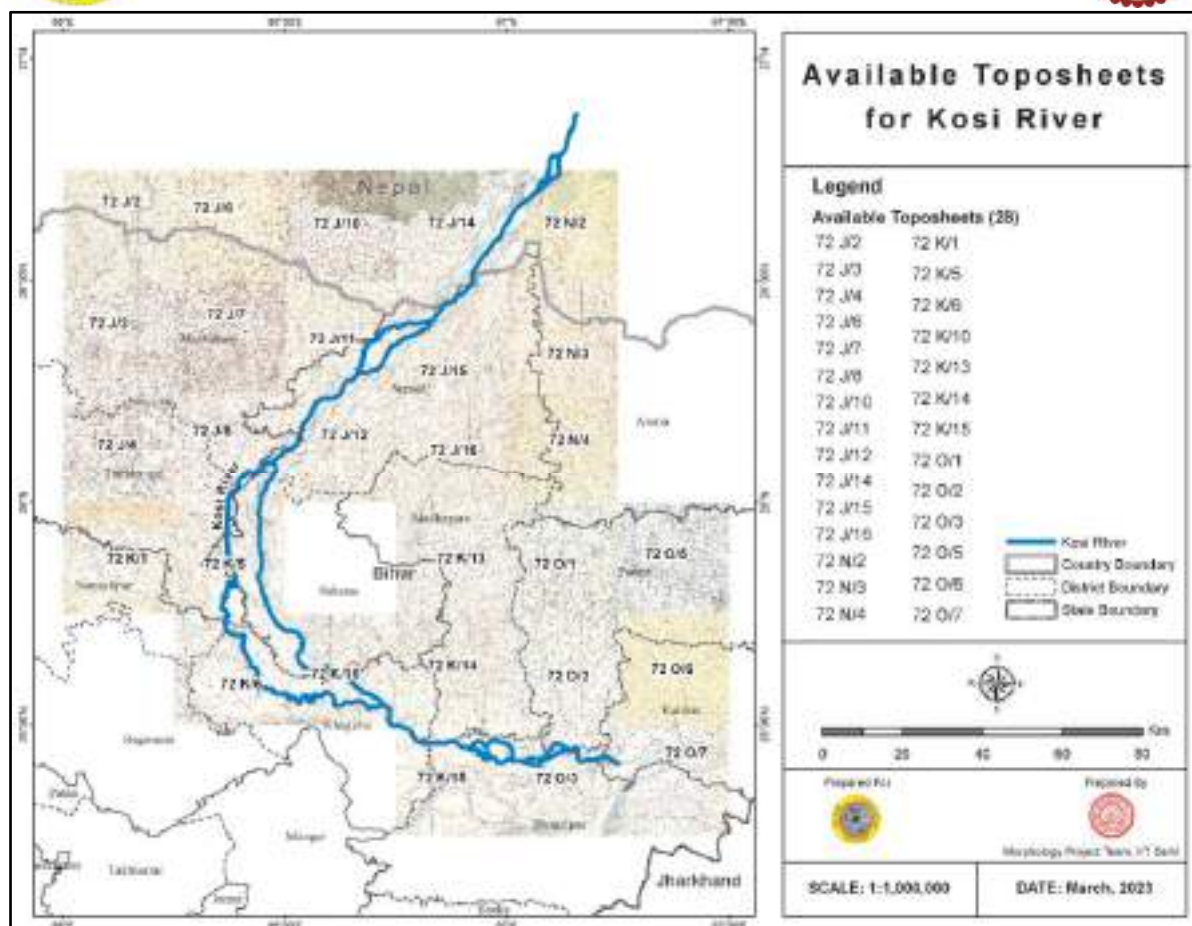 Available Toposheets
for Kosi River
Legend
Available Toposheets (28)
72 J/2
72 J/3
72 J/4
72 J/6
72 J/7
72 J/8
72 J/10
72 J/11
72 J/12
72 J/14
72 J/15
72 J/16
72 N/2
72 N/3
72 N/4
72 K/1
72 K/5
72 K/6
72 K/10
72 K/13
72 K/14
72 K/15
72 O/1
72 O/2
72 O/3
72 O/5
72 O/6
72 O/7
Kosi River
Country Boundary
District Boundary
State Boundary
Km
0 20 40 60 80
Prepared For
Prepared By
Morphology Project Team, IIT Delhi
SCALE: 1:1,000,000
DATE: March, 2023
Nepal
72 J/2
72 J/6
72 J/10
72 J/14
72 N/2
72 J/3
72 J/7
72 J/11
72 J/15
72 N/3
72 J/4
72 J/8
72 J/12
72 J/16
72 N/4
Kosi River
72 K/1
72 K/5
Bihar
72 K/13
72 O/1
72 O/5
72 K/6
72 K/10
72 K/14
72 O/2
72 O/6
72 K/15
72 O/3
72 O/7
Jharkhand